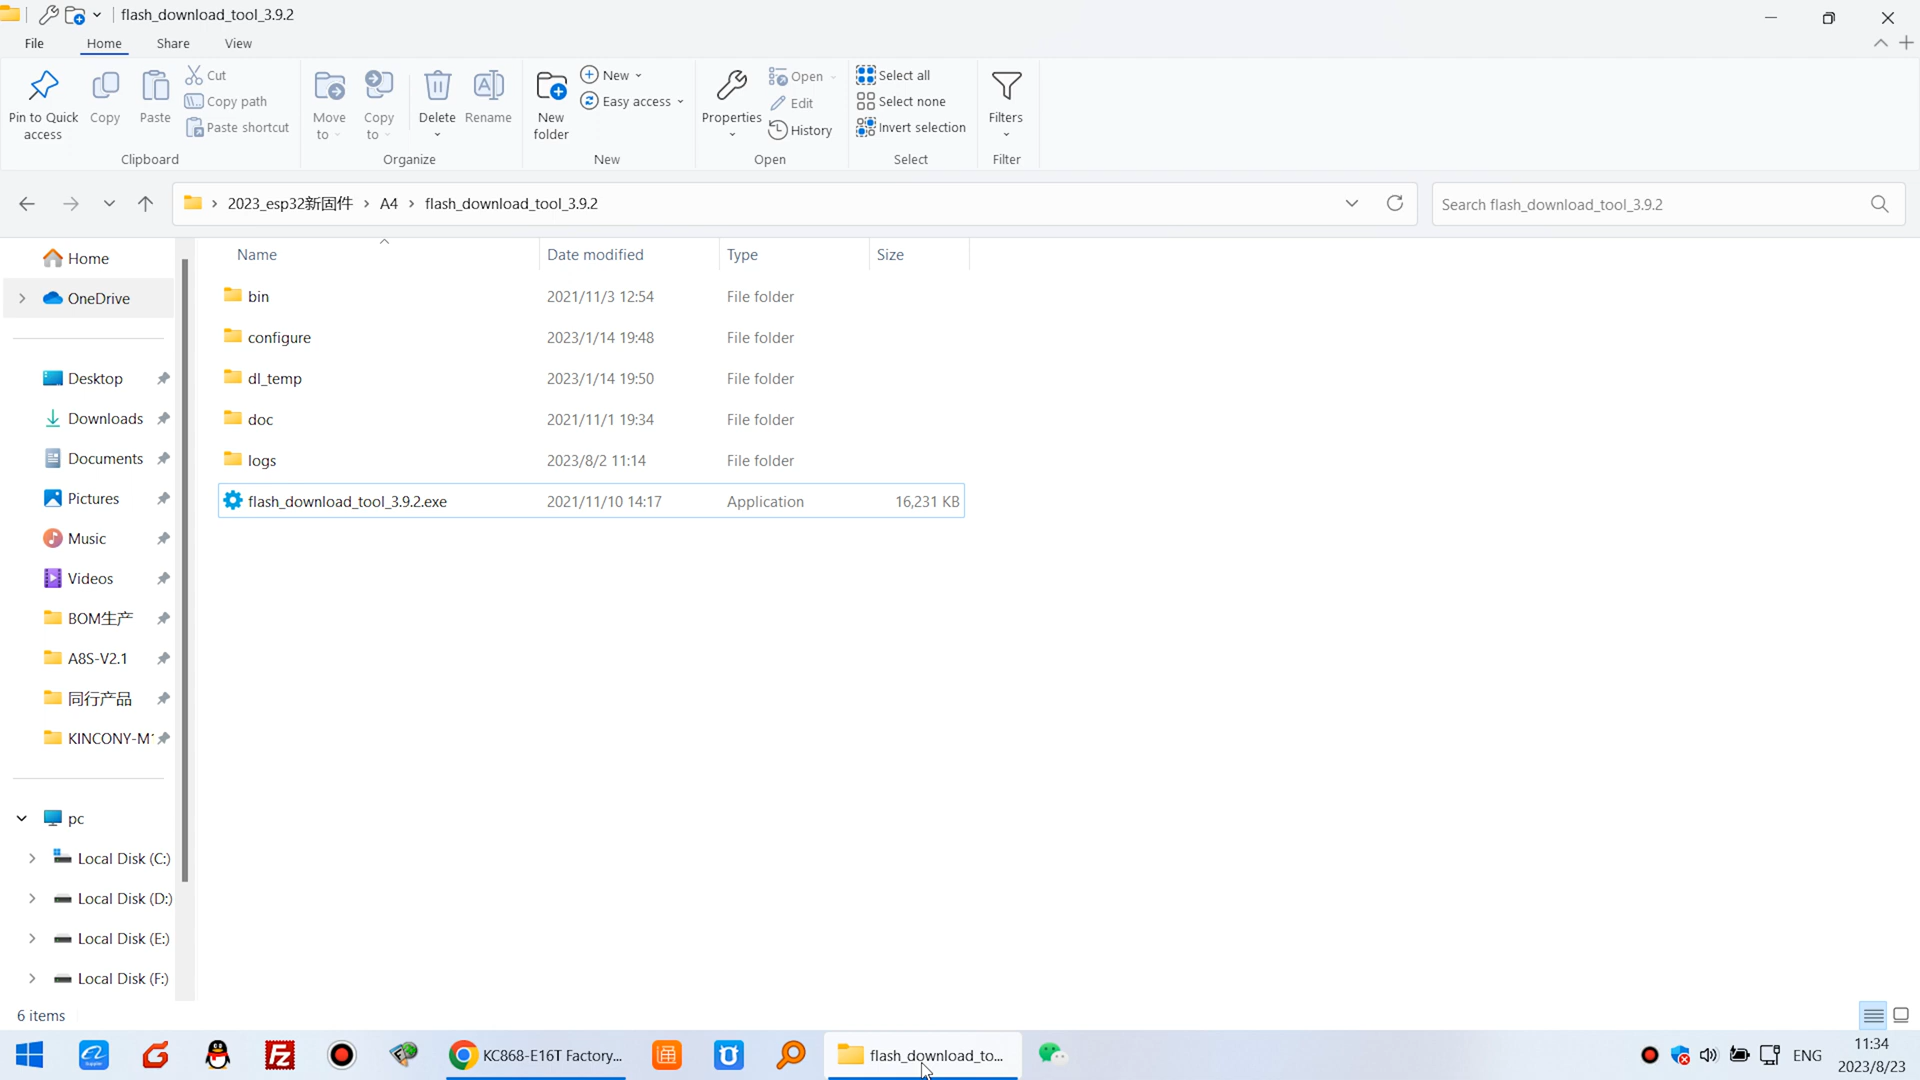 flash_download_tool_3.9.2
File Home Share View
Pin to Quick access
Copy
Paste
Cut
Copy path
Paste shortcut
Clipboard
Move to
Copy to
Delete
Rename
Organize
New folder
New
Easy access
New
Properties
Open
Edit
History
Open
Select all
Select none
Invert selection
Select
Filters
Filter
2023_esp32新固件 › A4 › flash_download_tool_3.9.2
Search flash_download_tool_3.9.2
Name Date modified Type Size
bin 2021/11/3 12:54 File folder
configure 2023/1/14 19:48 File folder
dl_temp 2023/1/14 19:50 File folder
doc 2021/11/1 19:34 File folder
logs 2023/8/2 11:14 File folder
flash_download_tool_3.9.2.exe 2021/11/10 14:17 Application 16,231 KB
Home
OneDrive
Desktop
Downloads
Documents
Pictures
Music
Videos
BOM生产
A8S-V2.1
同行产品
KINCONY-M
pc
Local Disk (C:)
Local Disk (D:)
Local Disk (E:)
Local Disk (F:)
6 items
KC868-E16T Factory...
flash_download_to...
ENG
11:34
2023/8/23